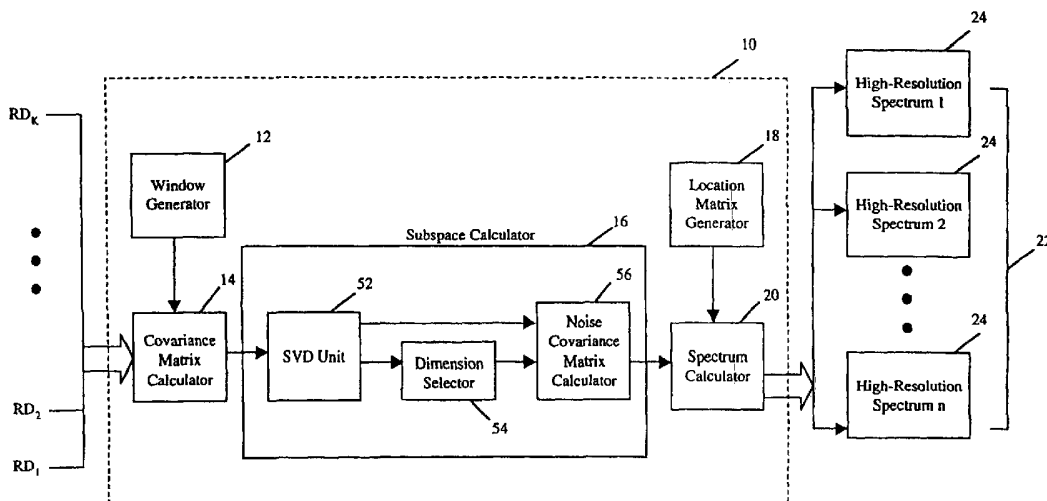 24
10
High-Resolution
Spectrum 1
RD_K
12
18
24
Window
Generator
Location
Matrix
Generator
High-Resolution
Spectrum 2
22
Subspace Calculator
16
14
52
56
20
24
Covariance
Matrix
Calculator
SVD Unit
Dimension
Selector
Noise
Covariance
Matrix
Calculator
Spectrum
Calculator
High-Resolution
Spectrum n
54
RD_2
RD_1